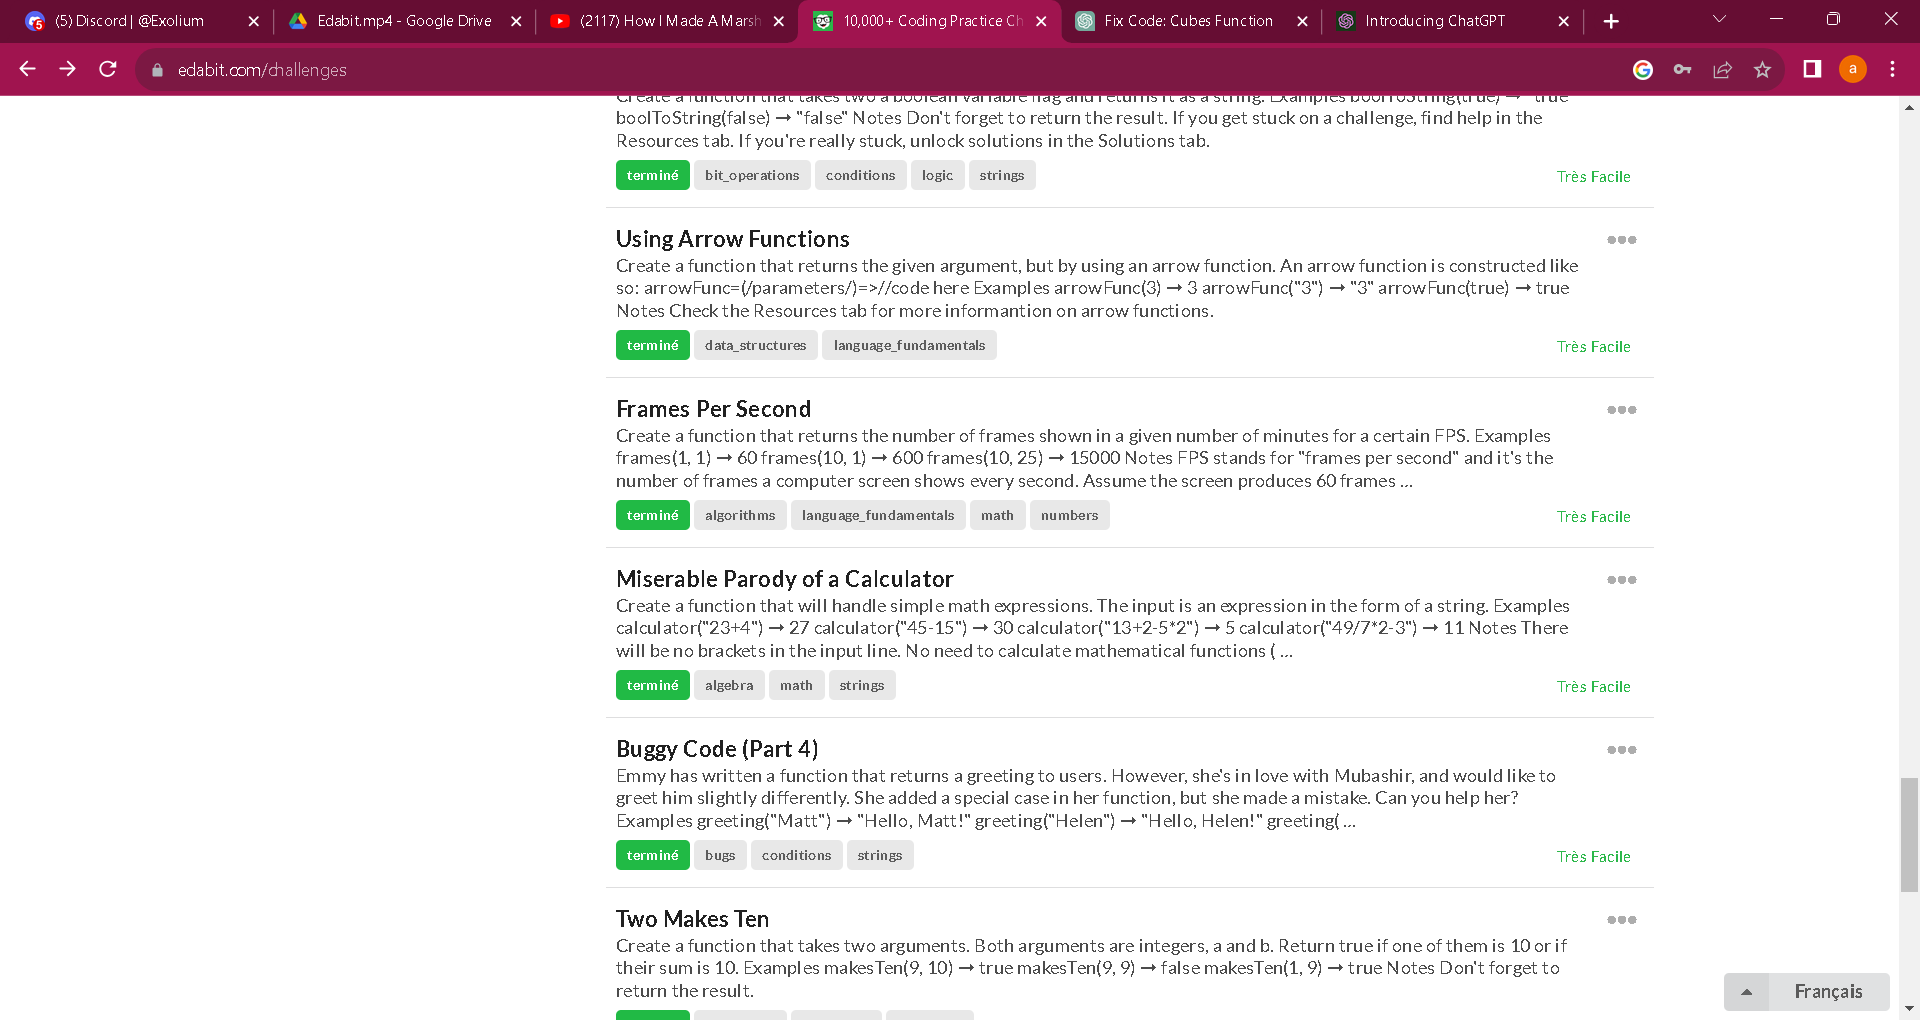 (5) Discord | @Exolium
Edabit.mp4 - Google Drive
(2117) How I Made A Marsh
10,000+ Coding Practice Ch
Fix Code: Cubes Function
Introducing ChatGPT
edabit.com/challenges
a
Create a function that takes two a boolean variable flag and returns it as a string. Examples boolToString(true) → "true"
boolToString(false) → "false" Notes Don't forget to return the result. If you get stuck on a challenge, find help in the
Resources tab. If you're really stuck, unlock solutions in the Solutions tab.
terminé bit_operations conditions logic strings Très Facile
Using Arrow Functions
Create a function that returns the given argument, but by using an arrow function. An arrow function is constructed like
so: arrowFunc=(/parameters/)=>//code here Examples arrowFunc(3) → 3 arrowFunc("3") → "3" arrowFunc(true) → true
Notes Check the Resources tab for more informantion on arrow functions.
terminé data_structures language_fundamentals Très Facile
Frames Per Second
Create a function that returns the number of frames shown in a given number of minutes for a certain FPS. Examples
frames(1, 1) → 60 frames(10, 1) → 600 frames(10, 25) → 15000 Notes FPS stands for "frames per second" and it's the
number of frames a computer screen shows every second. Assume the screen produces 60 frames ...
terminé algorithms language_fundamentals math numbers Très Facile
Miserable Parody of a Calculator
Create a function that will handle simple math expressions. The input is an expression in the form of a string. Examples
calculator("23+4") → 27 calculator("45-15") → 30 calculator("13+2-5*2") → 5 calculator("49/7*2-3") → 11 Notes There
will be no brackets in the input line. No need to calculate mathematical functions ( ...
terminé algebra math strings Très Facile
Buggy Code (Part 4)
Emmy has written a function that returns a greeting to users. However, she's in love with Mubashir, and would like to
greet him slightly differently. She added a special case in her function, but she made a mistake. Can you help her?
Examples greeting("Matt") → "Hello, Matt!" greeting("Helen") → "Hello, Helen!" greeting( ...
terminé bugs conditions strings Très Facile
Two Makes Ten
Create a function that takes two arguments. Both arguments are integers, a and b. Return true if one of them is 10 or if
their sum is 10. Examples makesTen(9, 10) → true makesTen(9, 9) → false makesTen(1, 9) → true Notes Don't forget to
return the result.
Français